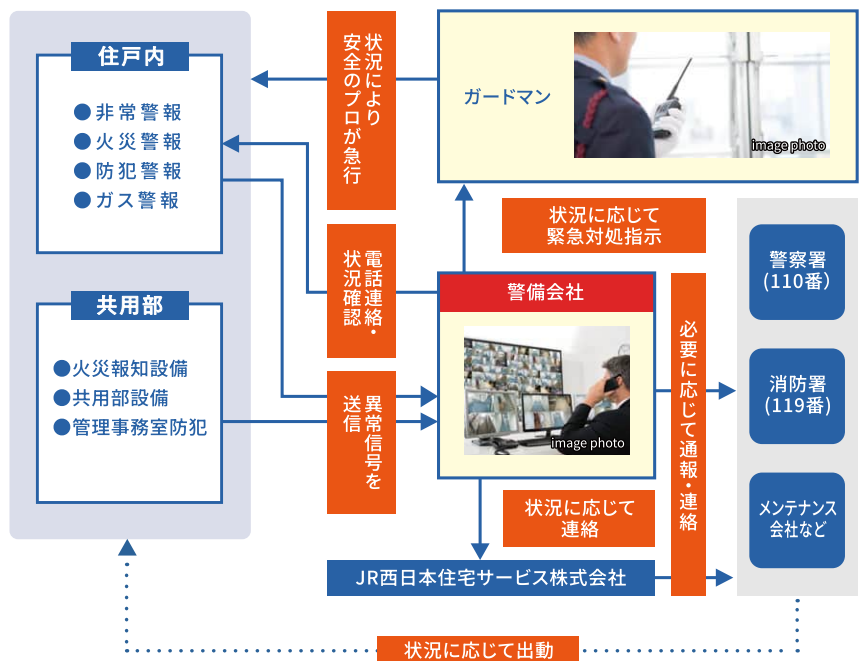 住戸内
●非常警報
●火災警報
●防犯警報
●ガス警報
共用部
●火災報知設備
●共用部設備
●管理事務室防犯
状況により
安全のプロが急行
電話連絡・
状況確認
異常信号を
送信
ガードマン
image photo
状況に応じて
緊急対処指示
警備会社
image photo
必要に応じて通報・連絡
状況に応じて
連絡
JR西日本住宅サービス株式会社
警察署
(110番)
消防署
(119番)
メンテナンス
会社など
状況に応じて出動